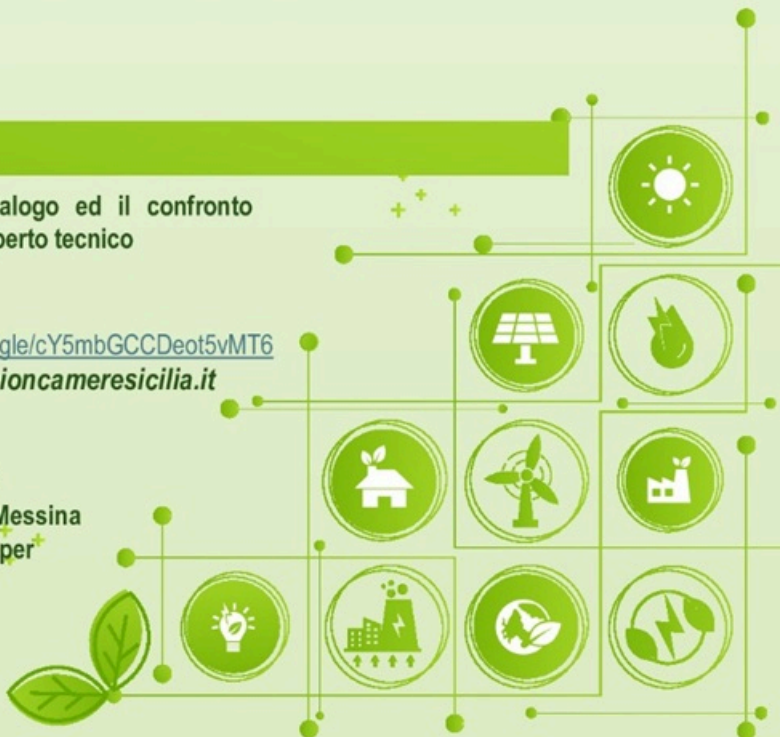 alogo ed il confronto
perto tecnico
gle/cY5mbGCCDeot5vMT6
ioncameresicilia.it
Messina
per